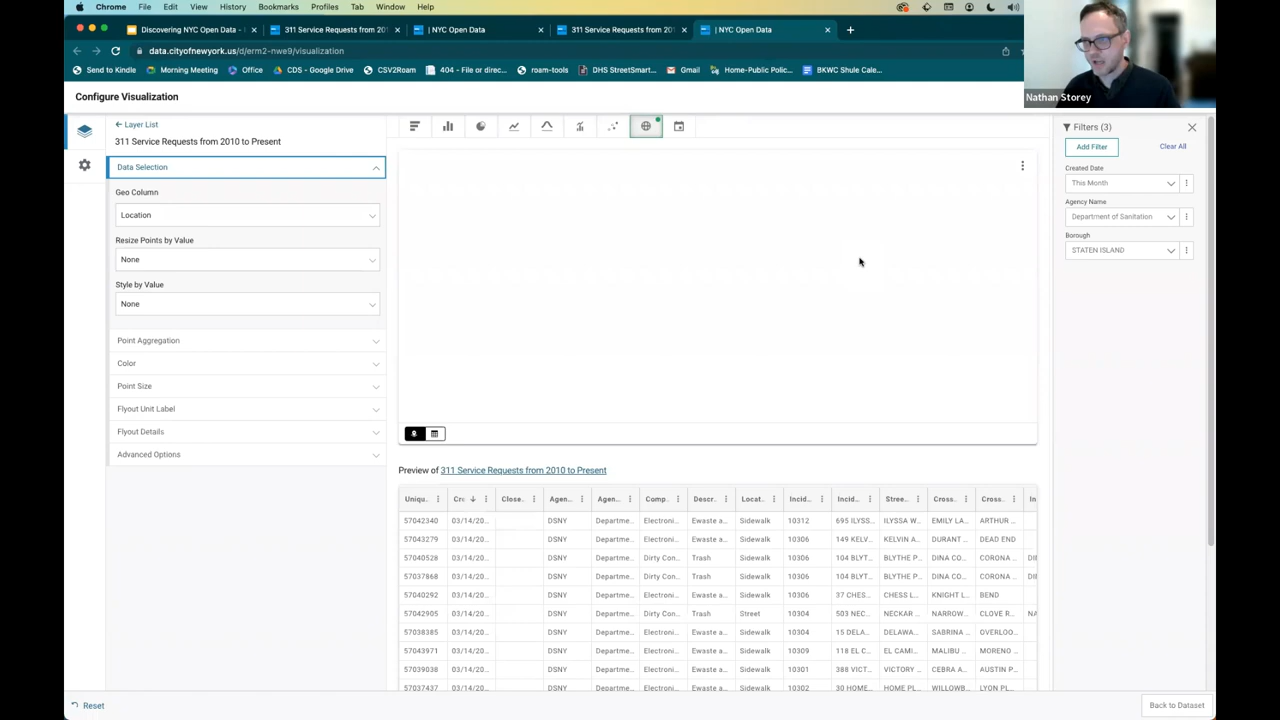 Chrome File Edit View History Bookmarks Profiles Tab Window Help
Discovering NYC Open Data - 311 Service Requests from 201 | NYC Open Data 311 Service Requests from 201 | NYC Open Data
data.cityofnewyork.us/d/erm2-nwe9/visualization
Send to Kindle Morning Meeting Office CDS - Google Drive CSV2Roam 404 - File or direc... roam-tools DHS StreetSmart... Gmail Home-Public Polic... BKWC Shule Cale...
Nathan Storey
Configure Visualization
Layer List
311 Service Requests from 2010 to Present
Data Selection
Geo Column
Location
Resize Points by Value
None
Style by Value
None
Point Aggregation
Color
Point Size
Flyout Unit Label
Flyout Details
Advanced Options
Filters (3)
Add Filter Clear All
Created Date
This Month
Agency Name
Department of Sanitation
Borough
STATEN ISLAND
Preview of 311 Service Requests from 2010 to Present
Uniqu. Cre Close. Agen.. Agen.. Comp.. Descr.. Locat.. Incid... Incid... Stree... Cross.. Cross.. In
57042340 03/14/20... DSNY Departme... Electroni... Ewaste a... Sidewalk 10312 695 ILYSS... ILYSSA W... EMILY LA... ARTHUR ...
57043279 03/14/20... DSNY Departme... Electroni... Ewaste a... Sidewalk 10306 149 KELV... KELVIN A... DURANT ... DEAD END
57040528 03/14/20... DSNY Departme... Dirty Con... Trash Sidewalk 10306 104 BLYT... BLYTHE P... DINA CO... CORONA ...
57037868 03/14/20... DSNY Departme... Dirty Con... Trash Sidewalk 10306 104 BLYT... BLYTHE P... DINA CO... CORONA ...
57040292 03/14/20... DSNY Departme... Electroni... Ewaste a... Sidewalk 10306 37 CHES... CHESS L... KNIGHT L... BEND
57042905 03/14/20... DSNY Departme... Dirty Con... Trash Street 10304 503 NEC... NECKAR ... NARROW... CLOVE R... NA
57038385 03/14/20... DSNY Departme... Electroni... Ewaste a... Sidewalk 10304 15 DELA... DELAWA... SABRINA ... OVERLOO...
57043971 03/14/20... DSNY Departme... Electroni... Ewaste a... Sidewalk 10309 118 EL C... EL CAMI... MALIBU ... MORENO ...
57039038 03/14/20... DSNY Departme... Electroni... Ewaste a... Sidewalk 10301 388 VICT... VICTORY ... CEBRA A... AUSTIN P...
57037437 03/14/20... DSNY Departme... Electroni... Ewaste a... Sidewalk 10302 30 HOME... HOME PL... WILLOWB... LYON PL...
Reset Back to Dataset